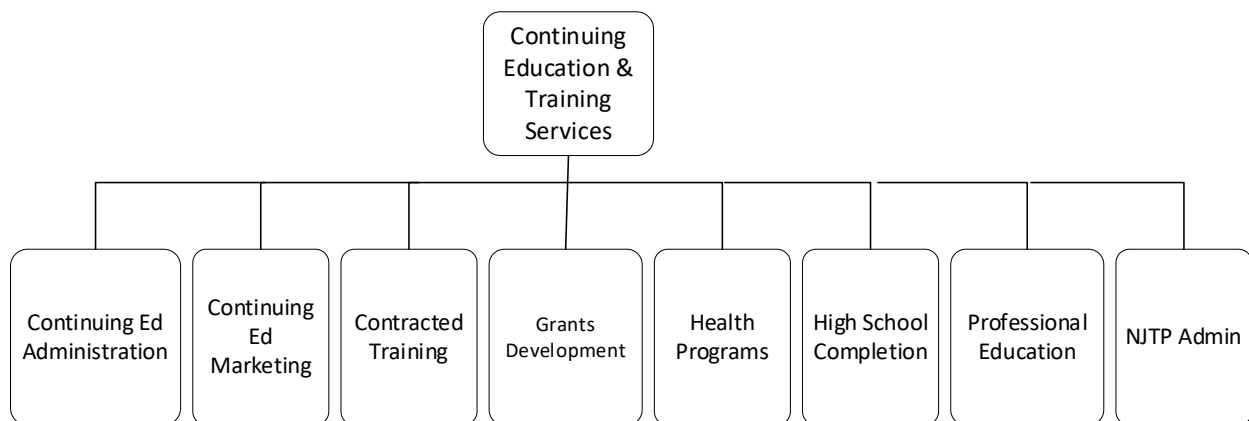 Continuing
Education &
Training
Services
Continuing Ed
Administration
Continuing
Ed
Marketing
Contracted
Training
Grants
Development
Health
Programs
High School
Completion
Professional
Education
NJTP Admin